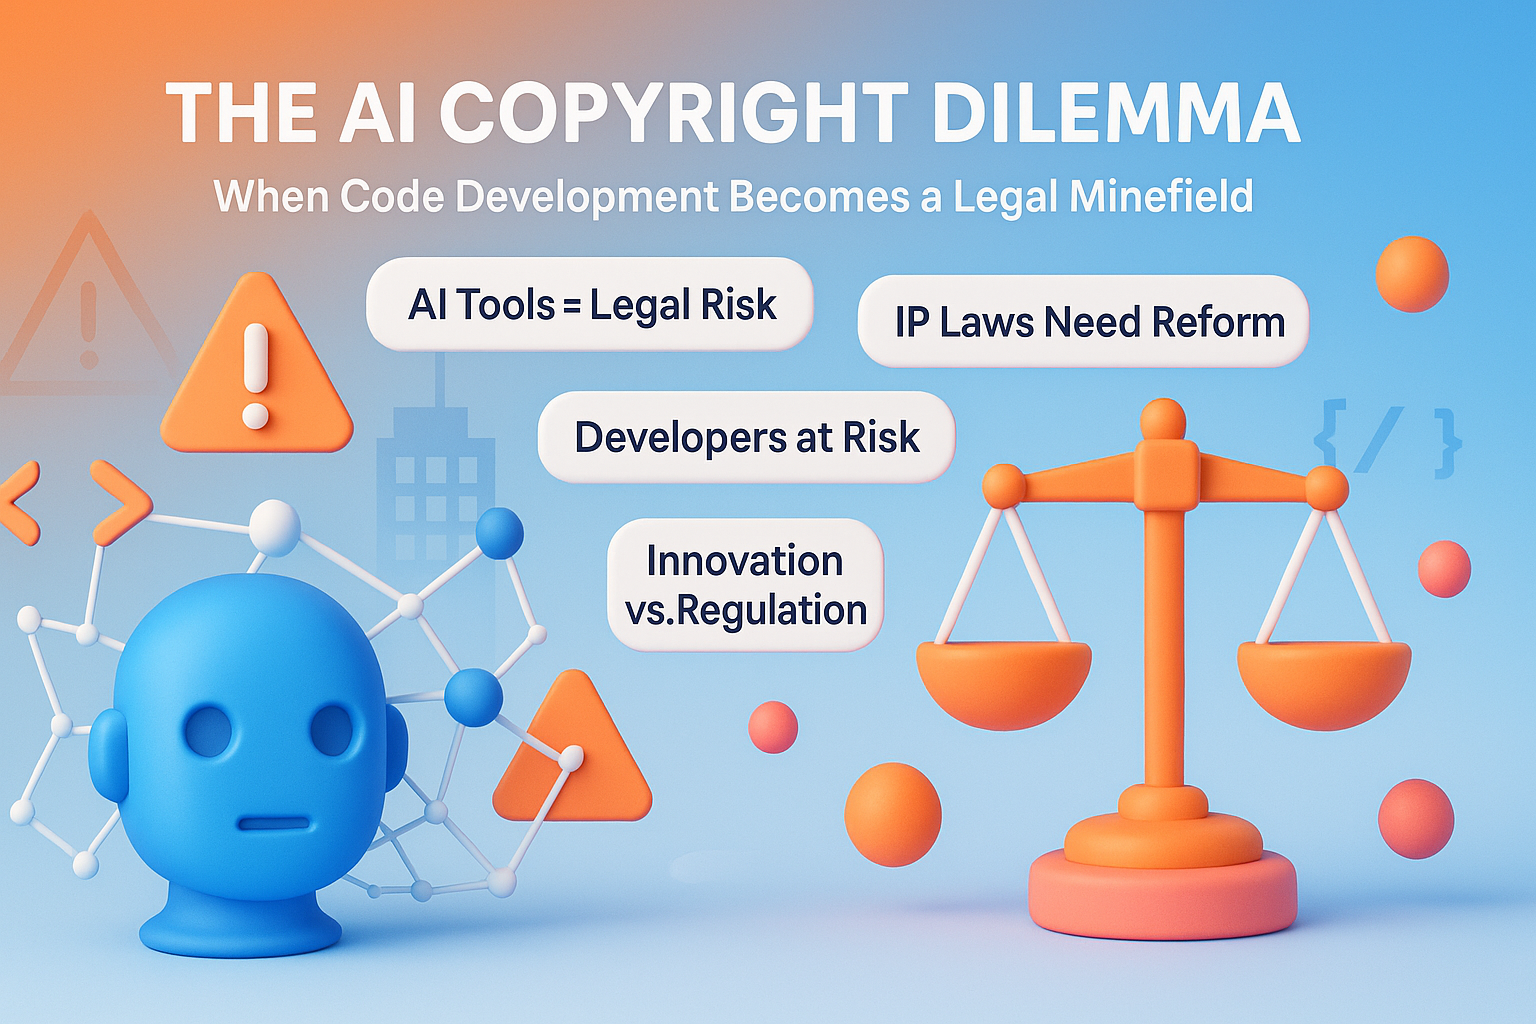 THE AI COPYRIGHT DILEMMA
When Code Development Becomes a Legal Minefield
AI Tools = Legal Risk
IP Laws Need Reform
Developers at Risk
{/}
Innovation
vs.Regulation